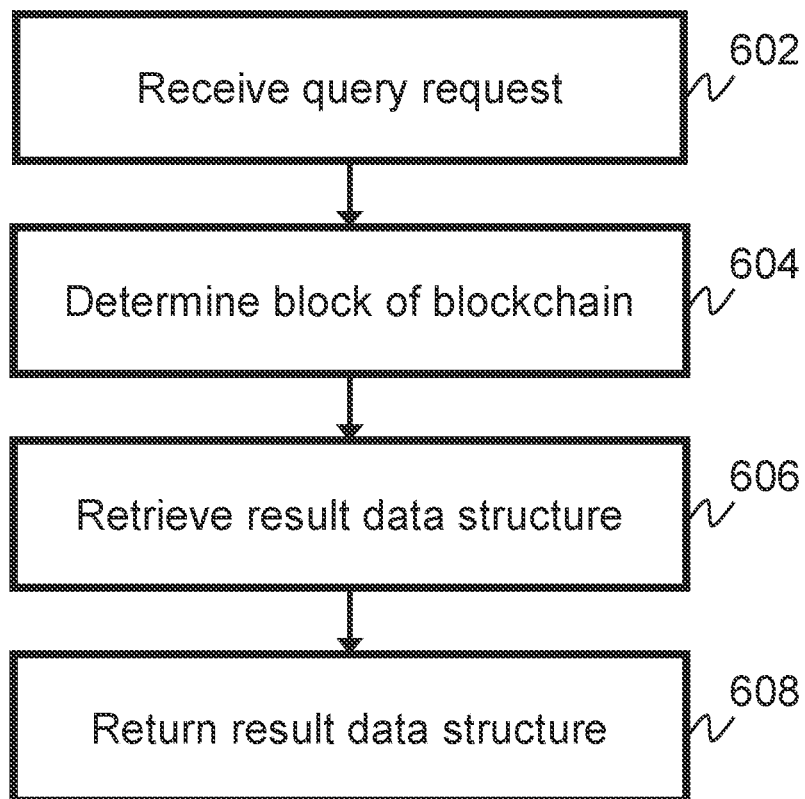 Receive query request
602
Determine block of blockchain
604
Retrieve result data structure
606
Return result data structure
608